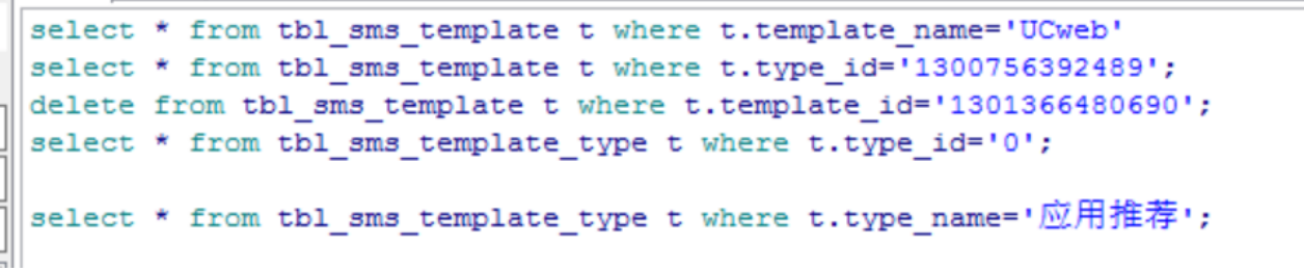 select * from tbl_sms_template t where t.template_name='UCweb'
select * from tbl_sms_template t where t.type_id='1300756392489';
delete from tbl_sms_template t where t.template_id='1301366480690';
select * from tbl_sms_template_type t where t.type_id='0';
select * from tbl_sms_template_type t where t.type_name='应用推荐';